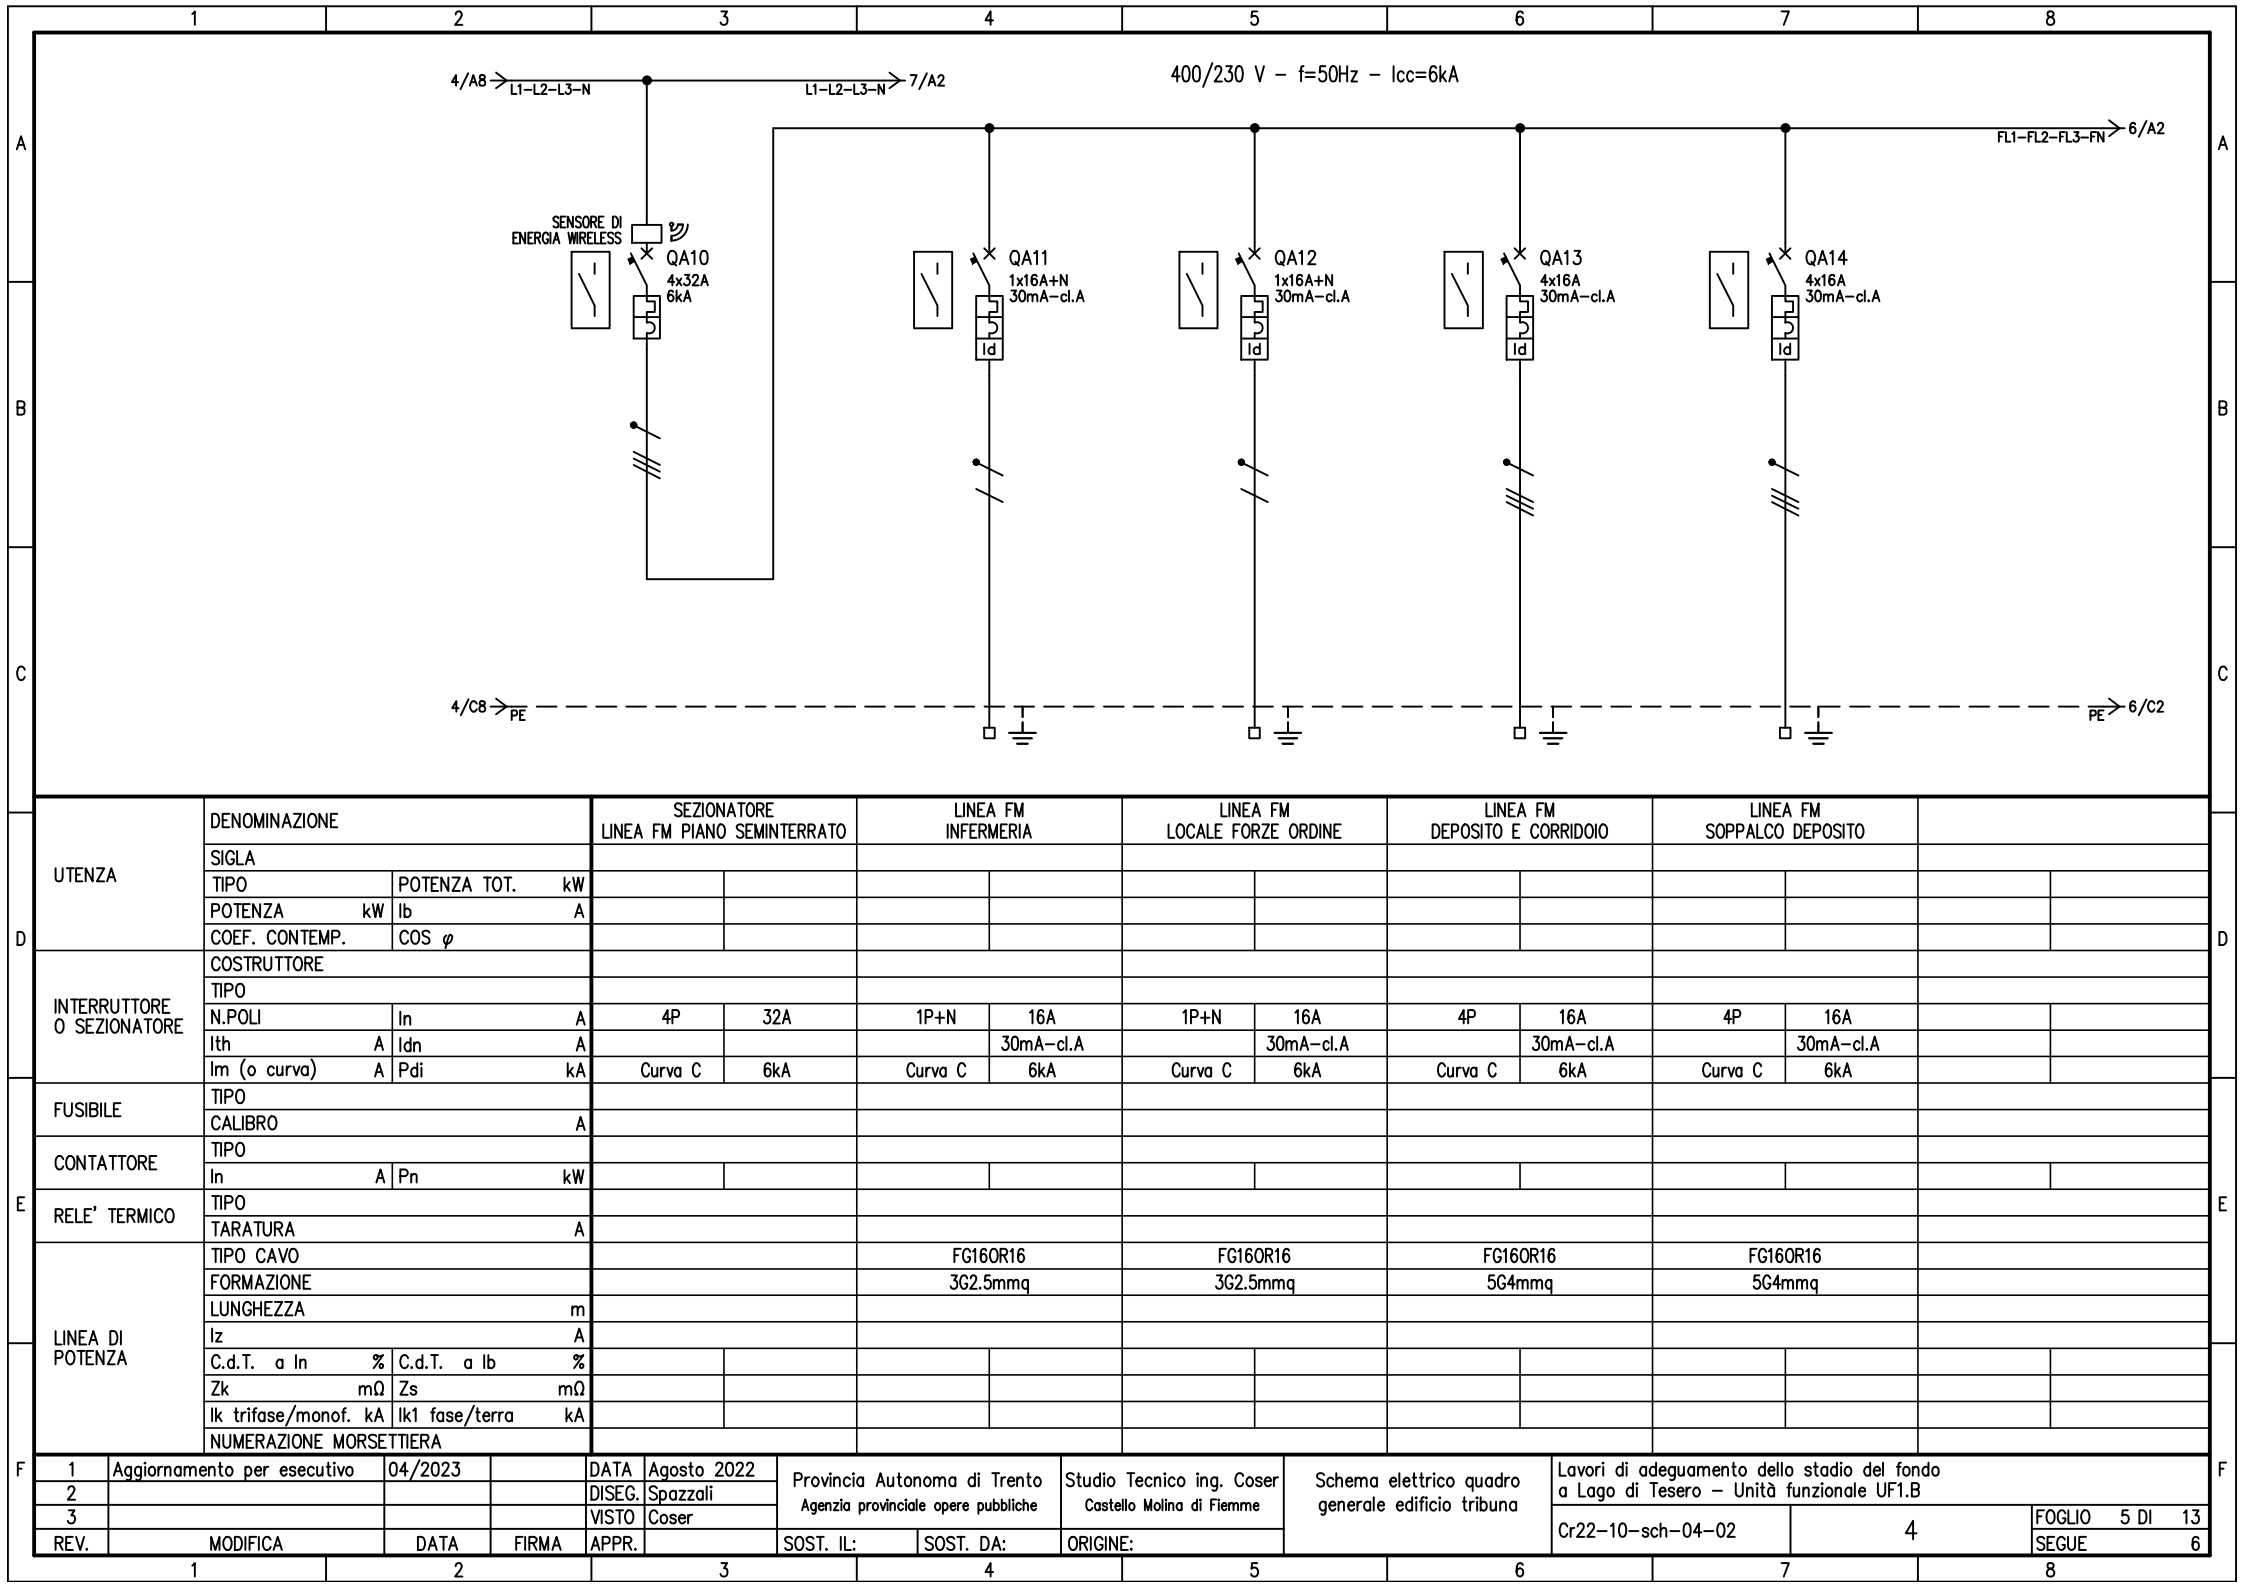 1 2 3 4 5 6 7 8
4/A8 L1-L2-L3-N L1-L2-L3-N 7/A2
400/230 V - f=50Hz - Icc=6kA
FL1-FL2-FL3-FN 6/A2
A A
SENSORE DI
ENERGIA WIRELESS
QA10
4x32A
6kA
QA11
1x16A+N
30mA-cl.A
Id
QA12
1x16A+N
30mA-cl.A
Id
QA13
4x16A
30mA-cl.A
Id
QA14
4x16A
30mA-cl.A
Id
B B
C C
4/C8 PE PE 6/C2
UTENZA
DENOMINAZIONE
SEZIONATORE
LINEA FM PIANO SEMINTERRATO
LINEA FM
INFERMERIA
LINEA FM
LOCALE FORZE ORDINE
LINEA FM
DEPOSITO E CORRIDOIO
LINEA FM
SOPPALCO DEPOSITO
SIGLA
TIPO POTENZA TOT. kW
POTENZA kW Ib A
COEF. CONTEMP. COS φ
D D
INTERRUTTORE
O SEZIONATORE
COSTRUTTORE
TIPO
N.POLI In A 4P 32A 1P+N 16A 1P+N 16A 4P 16A 4P 16A
Ith A Idn A 30mA-cl.A 30mA-cl.A 30mA-cl.A 30mA-cl.A
Im (o curva) A Pdi kA Curva C 6kA Curva C 6kA Curva C 6kA Curva C 6kA Curva C 6kA
FUSIBILE
TIPO
CALIBRO A
CONTATTORE
TIPO
In A Pn kW
E E
RELE' TERMICO
TIPO
TARATURA A
LINEA DI
POTENZA
TIPO CAVO FG16OR16 FG16OR16 FG16OR16 FG16OR16
FORMAZIONE 3G2.5mmq 3G2.5mmq 5G4mmq 5G4mmq
LUNGHEZZA m
Iz A
C.d.T. a In % C.d.T. a Ib %
Zk mΩ Zs mΩ
Ik trifase/monof. kA Ik1 fase/terra kA
NUMERAZIONE MORSETTIERA
F F
1 Aggiornamento per esecutivo 04/2023
2
3
REV. MODIFICA DATA FIRMA
DATA Agosto 2022
DISEG. Spazzali
VISTO Coser
APPR.
Provincia Autonoma di Trento
Agenzia provinciale opere pubbliche
SOST. IL: SOST. DA:
Studio Tecnico ing. Coser
Castello Molina di Fiemme
ORIGINE:
Schema elettrico quadro
generale edificio tribuna
Lavori di adeguamento dello stadio del fondo
a Lago di Tesero - Unità funzionale UF1.B
Cr22-10-sch-04-02
4
FOGLIO 5 DI 13
SEGUE 6
1 2 3 4 5 6 7 8